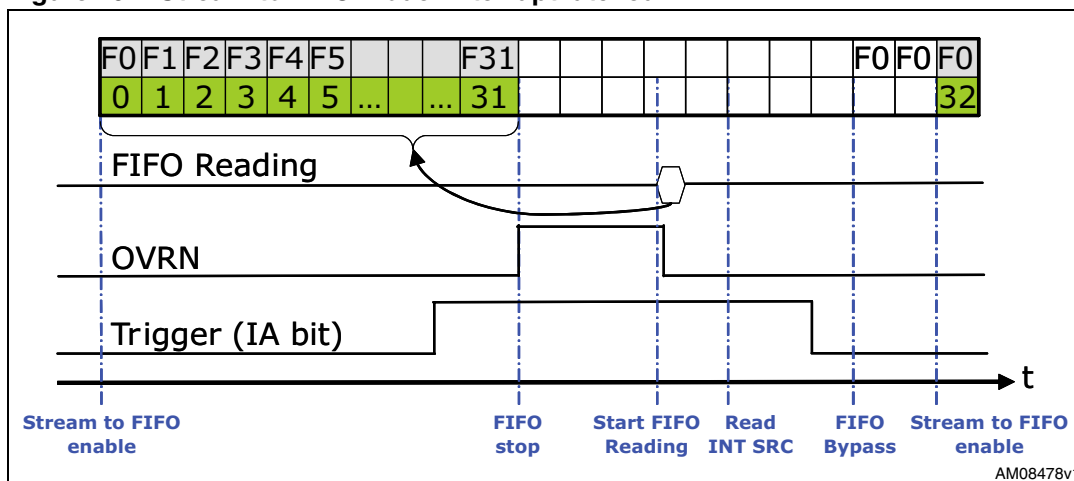 F0 F1 F2 F3 F4 F5 F31 F0 F0 F0
0 1 2 3 4 5 ... ... 31 32
FIFO Reading
OVRN
Trigger (IA bit)
t
Stream to FIFO enable
FIFO stop
Start FIFO Reading
Read INT SRC
FIFO Bypass
Stream to FIFO enable
AM08478v1